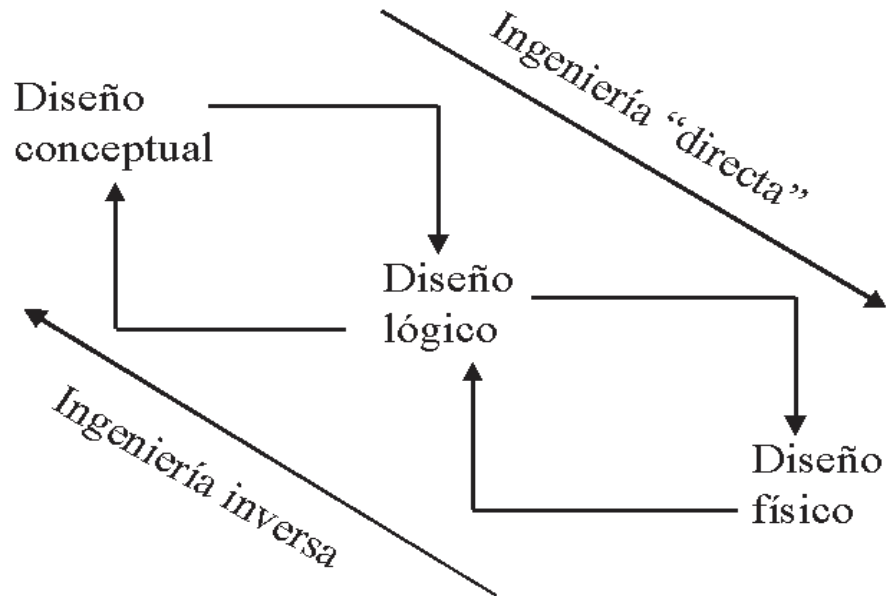 Ingeniería “directa”
Diseño
conceptual
Diseño
lógico
Ingeniería inversa
Diseño
físico